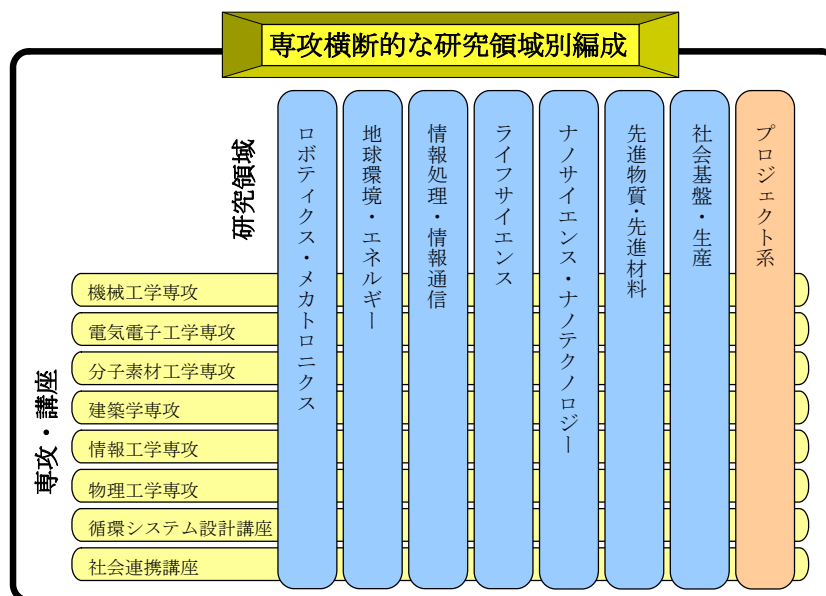 専攻横断的な研究領域別編成
研究領域
ロボティクス・メカトロニクス
地球環境・エネルギー
情報処理・情報通信
ライフサイエンス
ナノサイエンス・ナノテクノロジー
先進物質・先進材料
社会基盤・生産
プロジェクト系
専攻・講座
機械工学専攻
電気電子工学専攻
分子素材工学専攻
建築学専攻
情報工学専攻
物理工学専攻
循環システム設計講座
社会連携講座